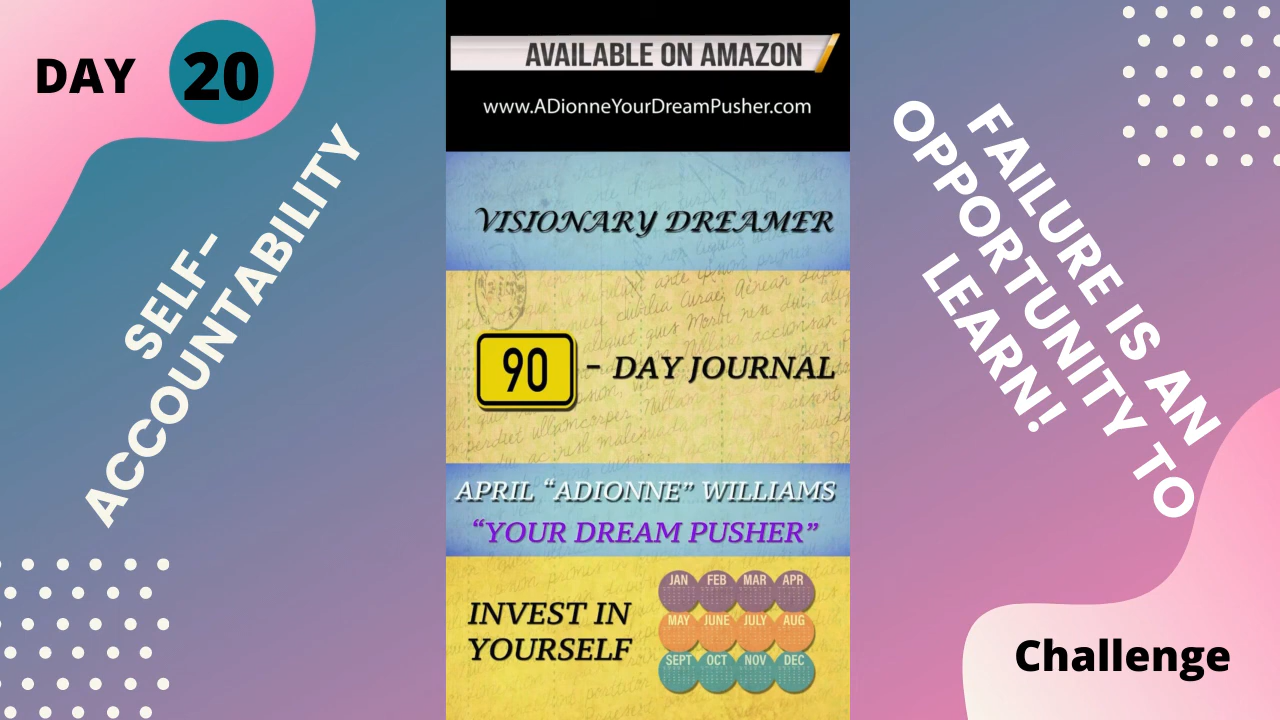 DAY 20
SELF-
ACCOUNTABILITY
AVAILABLE ON AMAZON
www.ADionneYourDreamPusher.com
VISIONARY DREAMER
90 - DAY JOURNAL
APRIL “ADIONNE” WILLIAMS
“YOUR DREAM PUSHER”
INVEST IN
YOURSELF
JAN FEB MAR APR
MAY JUNE JULY AUG
SEPT OCT NOV DEC
FAILURE IS AN
OPPORTUNITY TO
LEARN!
Challenge